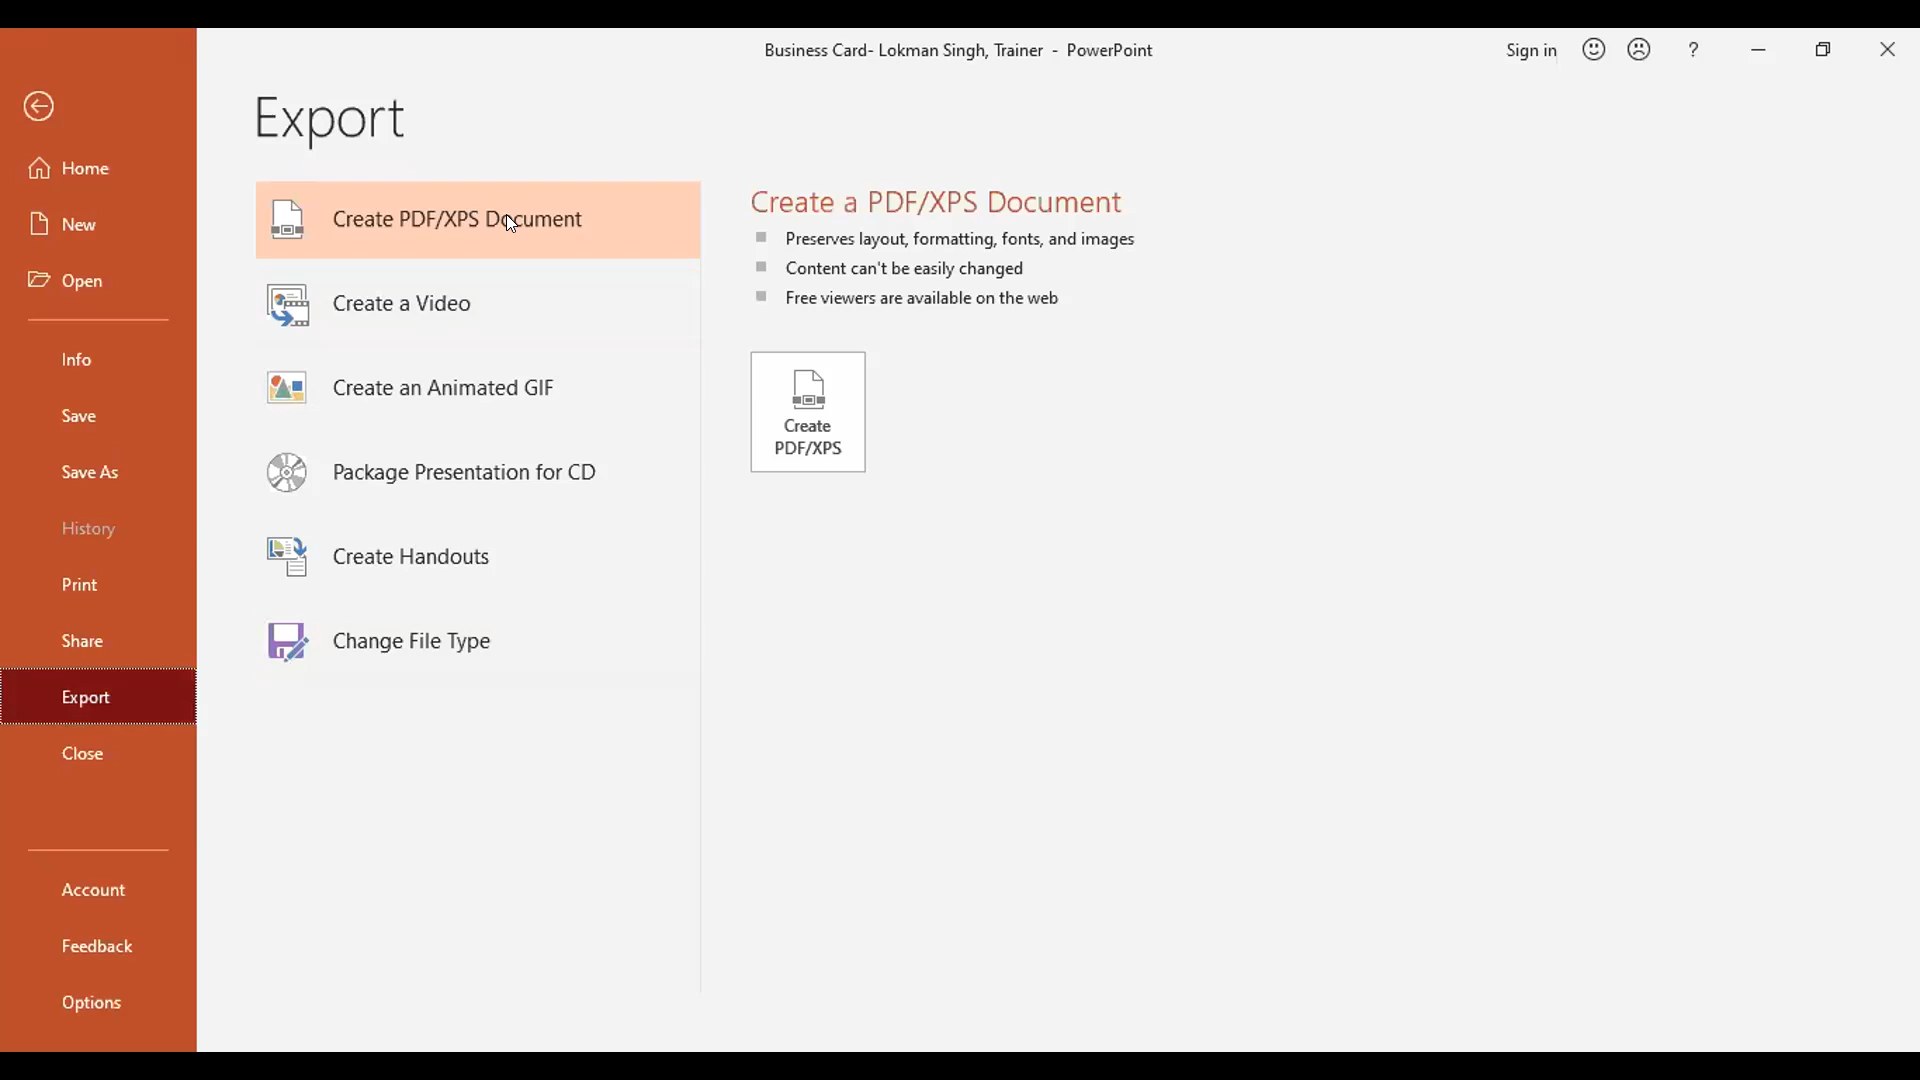 Business Card- Lokman Singh, Trainer - PowerPoint
Sign in
?
Export
Home
New
Open
Info
Save
Save As
History
Print
Share
Export
Close
Account
Feedback
Options
Create PDF/XPS Document
Create a Video
Create an Animated GIF
Package Presentation for CD
Create Handouts
Change File Type
Create a PDF/XPS Document
Preserves layout, formatting, fonts, and images
Content can't be easily changed
Free viewers are available on the web
Create
PDF/XPS